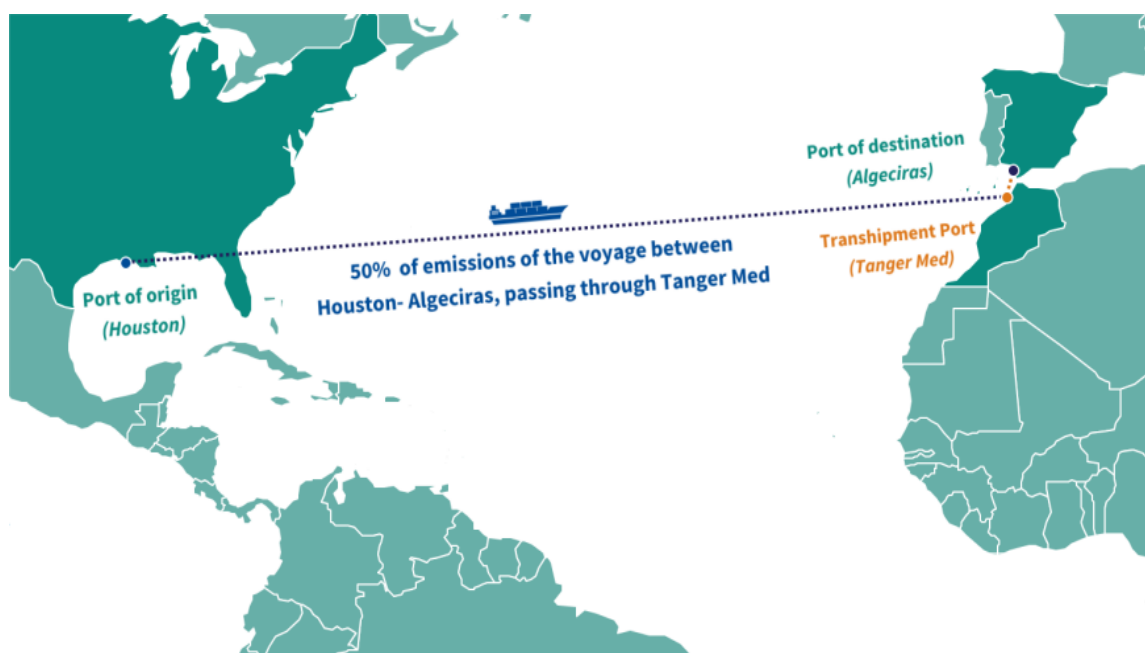 Port of destination
(Algeciras)
Transhipment Port
(Tanger Med)
50% of emissions of the voyage between
Houston- Algeciras, passing through Tanger Med
Port of origin
(Houston)